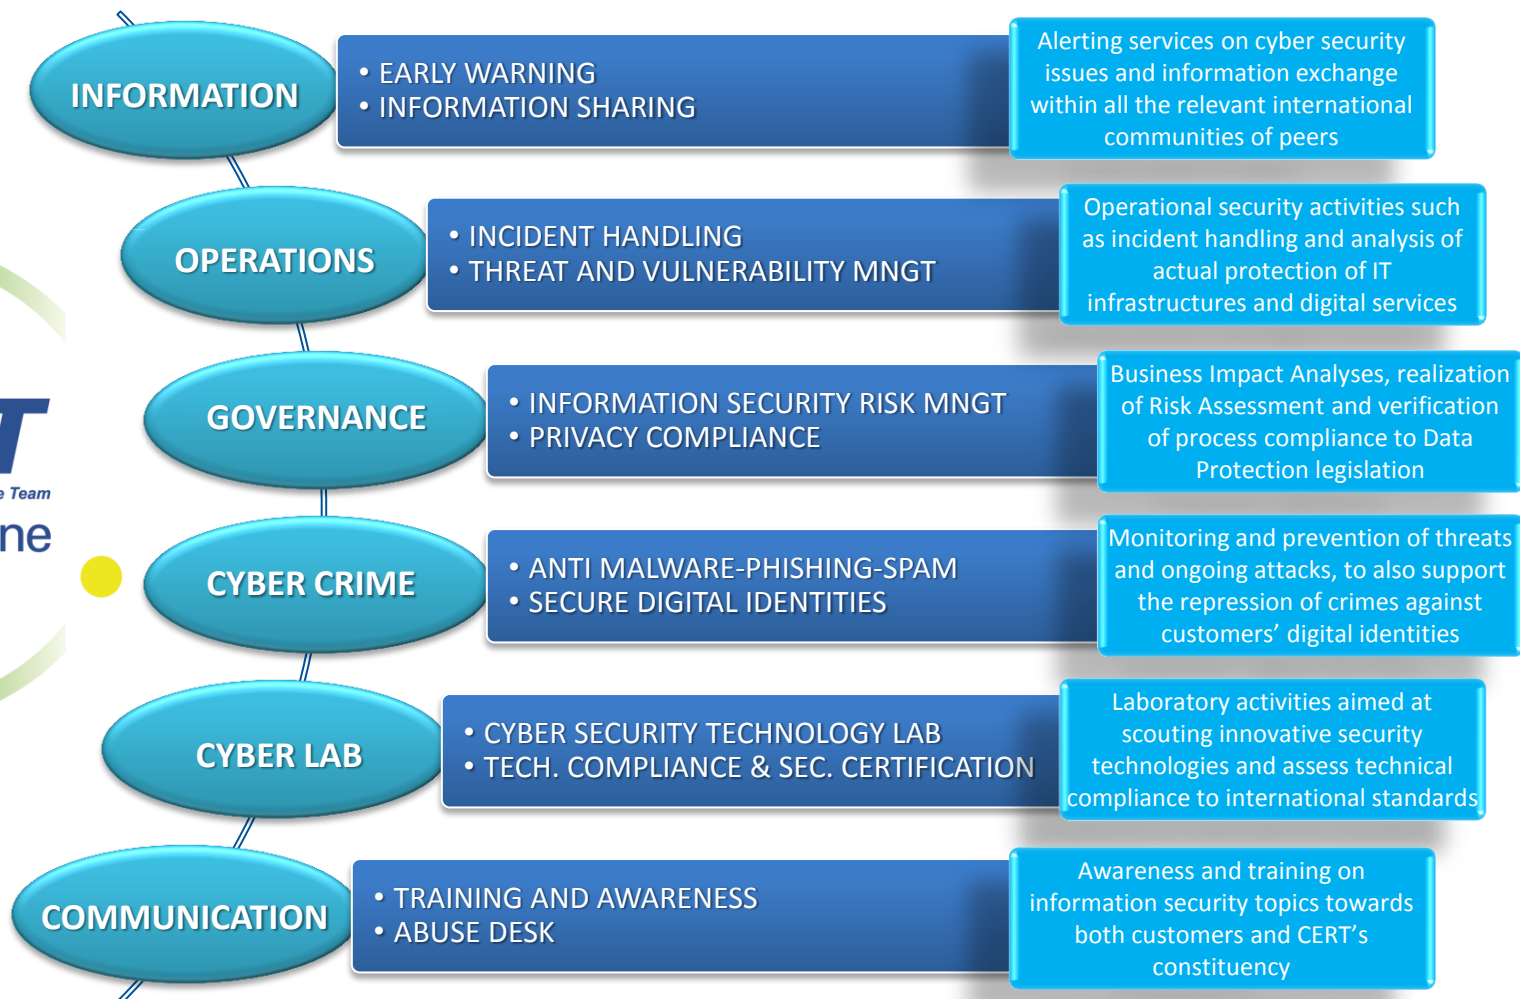 INFORMATION
• EARLY WARNING
• INFORMATION SHARING
Alerting services on cyber security
issues and information exchange
within all the relevant international
communities of peers
OPERATIONS
• INCIDENT HANDLING
• THREAT AND VULNERABILITY MNGT
Operational security activities such
as incident handling and analysis of
actual protection of IT
infrastructures and digital services
GOVERNANCE
• INFORMATION SECURITY RISK MNGT
• PRIVACY COMPLIANCE
Business Impact Analyses, realization
of Risk Assessment and verification
of process compliance to Data
Protection legislation
T
e Team
ne
CYBER CRIME
• ANTI MALWARE-PHISHING-SPAM
• SECURE DIGITAL IDENTITIES
Monitoring and prevention of threats
and ongoing attacks, to also support
the repression of crimes against
customers’ digital identities
CYBER LAB
• CYBER SECURITY TECHNOLOGY LAB
• TECH. COMPLIANCE & SEC. CERTIFICATION
Laboratory activities aimed at
scouting innovative security
technologies and assess technical
compliance to international standards
COMMUNICATION
• TRAINING AND AWARENESS
• ABUSE DESK
Awareness and training on
information security topics towards
both customers and CERT’s
constituency